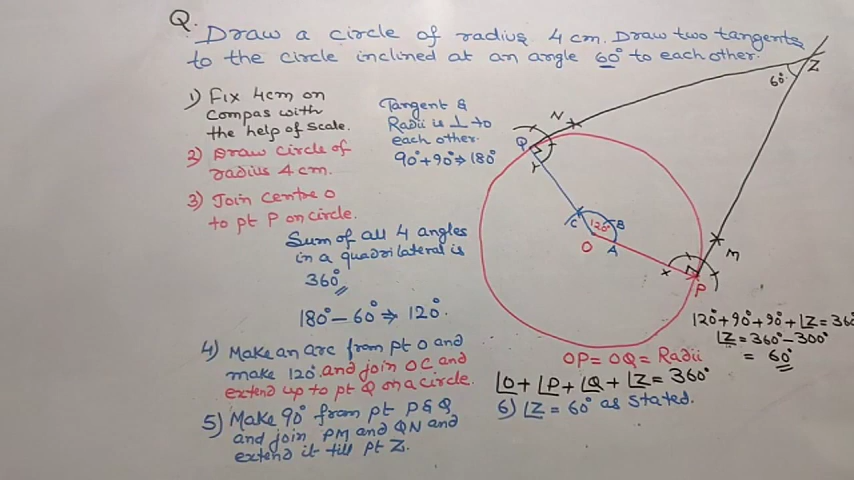 Q. Draw a circle of radius 4 cm. Draw two tangents
to the circle inclined at an angle 60° to each other.
1) Fix 4cm on
compas with
the help of scale.
2) Draw circle of
radius 4 cm.
3) Join centre O
to pt P on circle.
Tangent &
Radii is ⊥ to
each other.
90°+90°⇒180°
Sum of all 4 angles
in a quadrilateral is
360°
180°-60°⇒120°.
4) Make an arc from pt O and
make 120° and join OC and
extend up to pt Q on a circle.
5) Make 90° from pt P & Q
and join PM and QN and
extend it till pt Z.
N
Q
Y
C
120°
B
O
A
X
P
M
60°
Z
120°+90°+90°+∠Z=360
∠Z=360°-300°
= 60°
OP=OQ=Radii
∠O+∠P+∠Q+∠Z=360°
6) ∠Z=60° as stated.